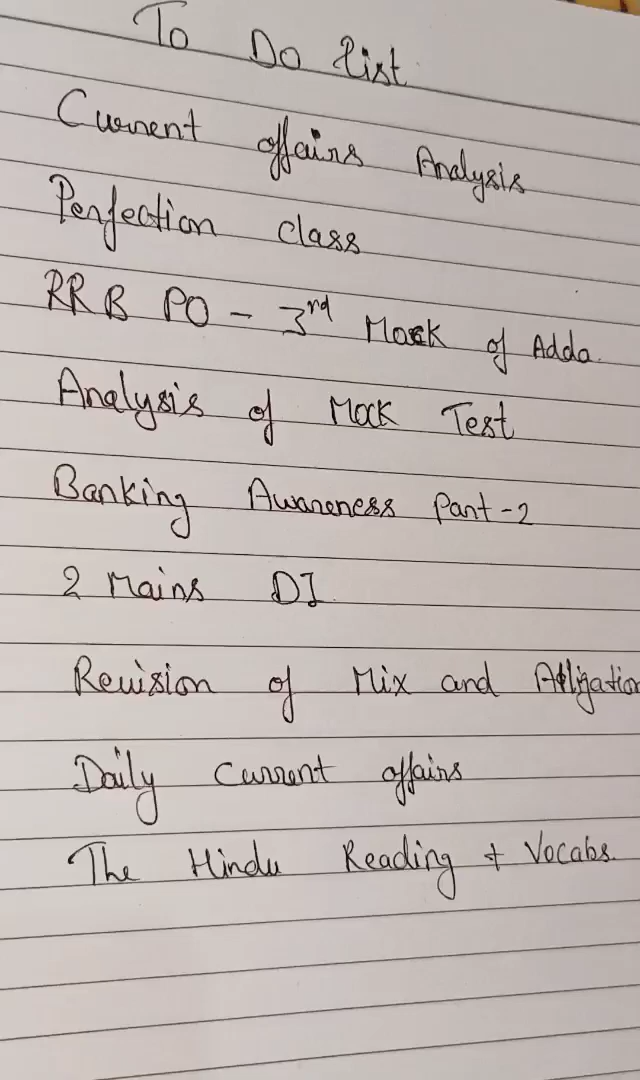 To Do list
Current affairs Analysis
Perfection class
RRB PO - 3rd Mock of Adda.
Analysis of Mock Test
Banking Awareness Part-2
2 Mains DI
Revision of Mix and Alligation
Daily Current affairs
The Hindu Reading + Vocabs.